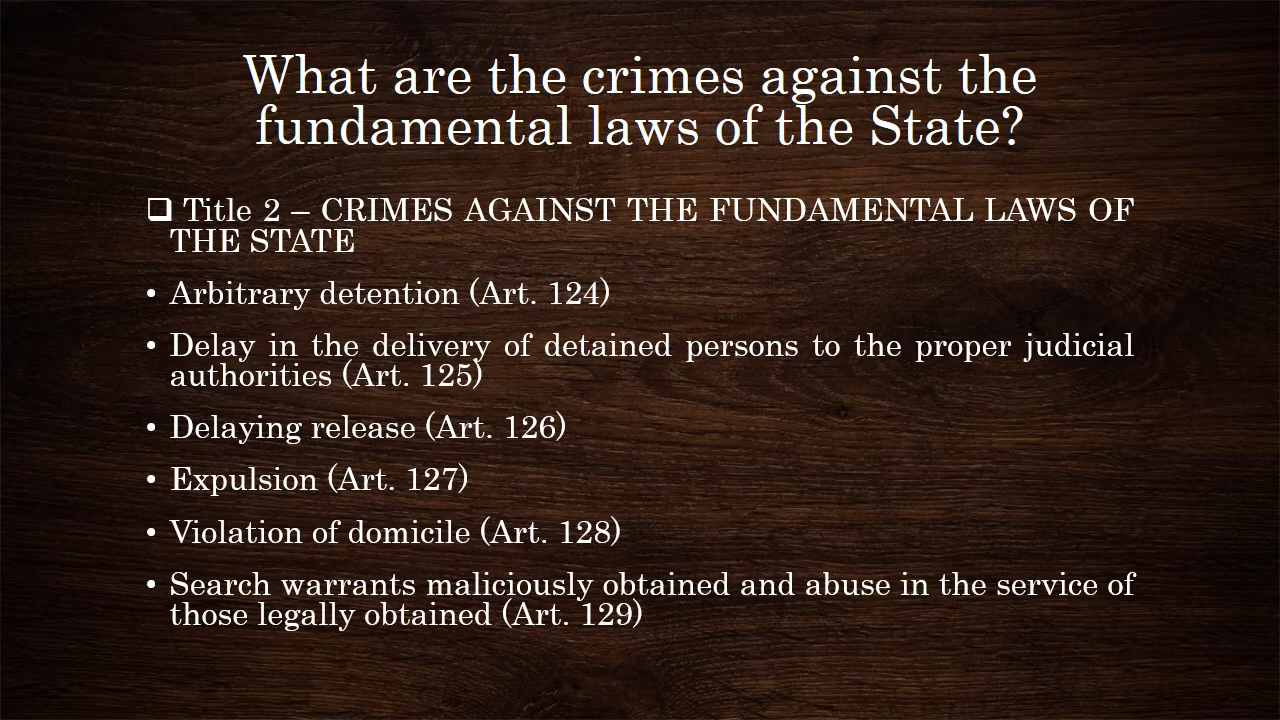 What are the crimes against the
fundamental laws of the State?
❑ Title 2 – CRIMES AGAINST THE FUNDAMENTAL LAWS OF
THE STATE
• Arbitrary detention (Art. 124)
• Delay in the delivery of detained persons to the proper judicial
authorities (Art. 125)
• Delaying release (Art. 126)
• Expulsion (Art. 127)
• Violation of domicile (Art. 128)
• Search warrants maliciously obtained and abuse in the service of
those legally obtained (Art. 129)